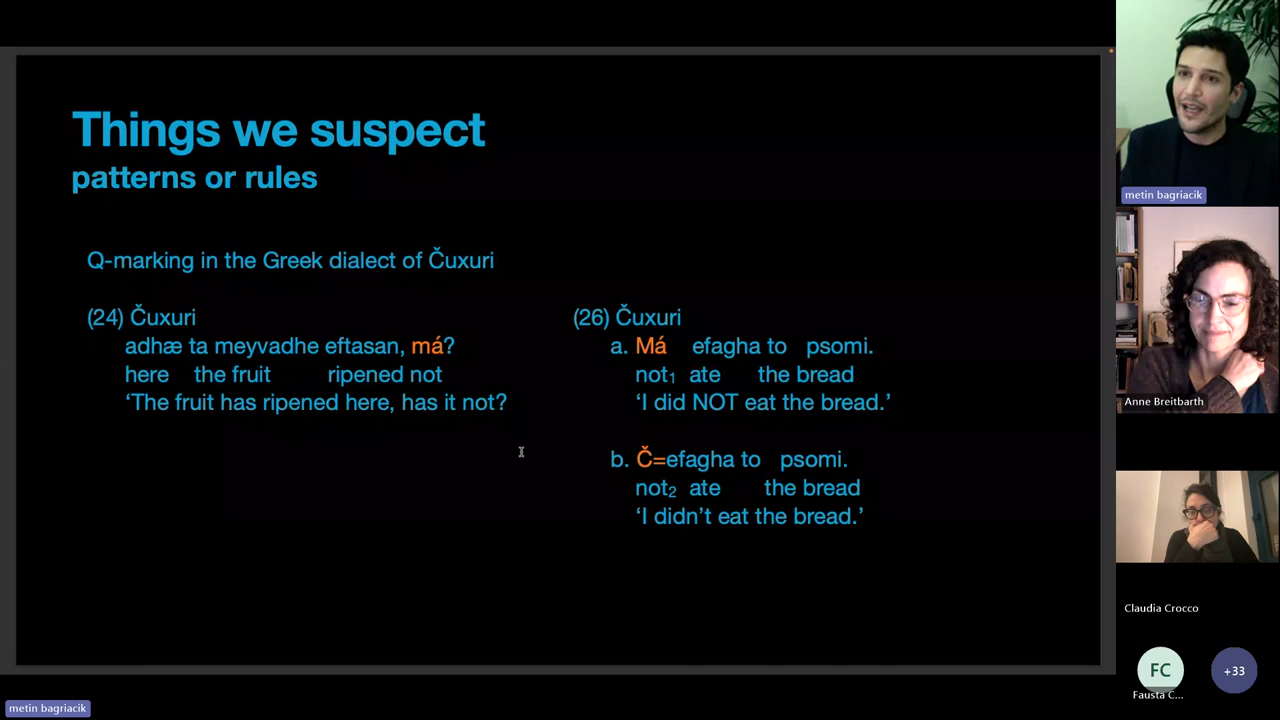 Things we suspect
patterns or rules
Q-marking in the Greek dialect of Čuxuri
(24) Čuxuri
adhæ ta meyvadhe eftasan, má?
here the fruit ripened not
‘The fruit has ripened here, has it not?
(26) Čuxuri
a. Má efagha to psomi.
not₁ ate the bread
‘I did NOT eat the bread.’
b. Č=efagha to psomi.
not₂ ate the bread
‘I didn’t eat the bread.’
metin bagriacik
Anne Breitbarth
Claudia Crocco
FC
Fausta C...
+33
metin bagriacik